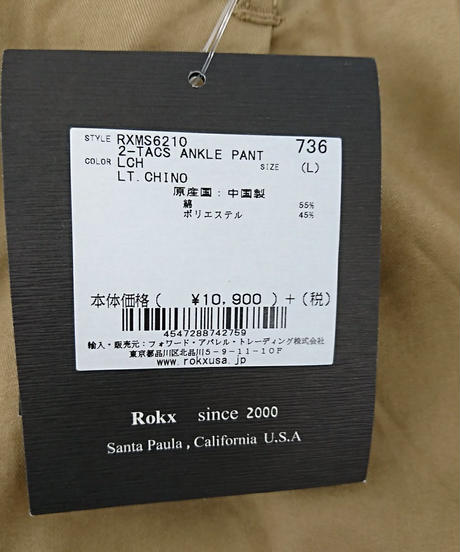 STYLE RXMS6210 736
2-TACS ANKLE PANT
COLOR LCH SIZE (L)
LT.CHINO
原産国：中国製
綿 55%
ポリエステル 45%
本体価格( ¥10,900 )+(税)
4547288742759
輸入・販売元：フォワード・アパレル・トレーディング株式会社
東京都品川区北品川5-9-11-10F
www.rokxusa.jp
Rokx since 2000
Santa Paula , California U.S.A